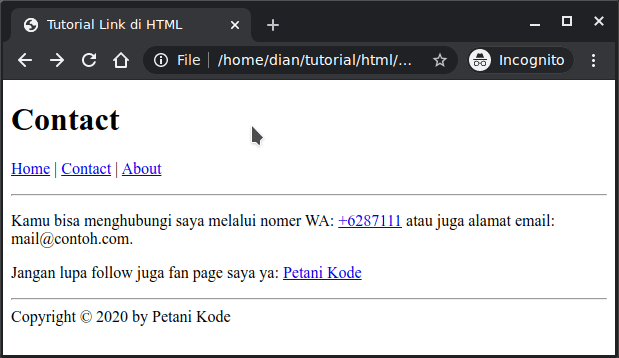 Tutorial Link di HTML
File | /home/dian/tutorial/html/...
Incognito
Contact
Home | Contact | About
Kamu bisa menghubungi saya melalui nomer WA: +6287111 atau juga alamat email:
mail@contoh.com.
Jangan lupa follow juga fan page saya ya: Petani Kode
Copyright © 2020 by Petani Kode